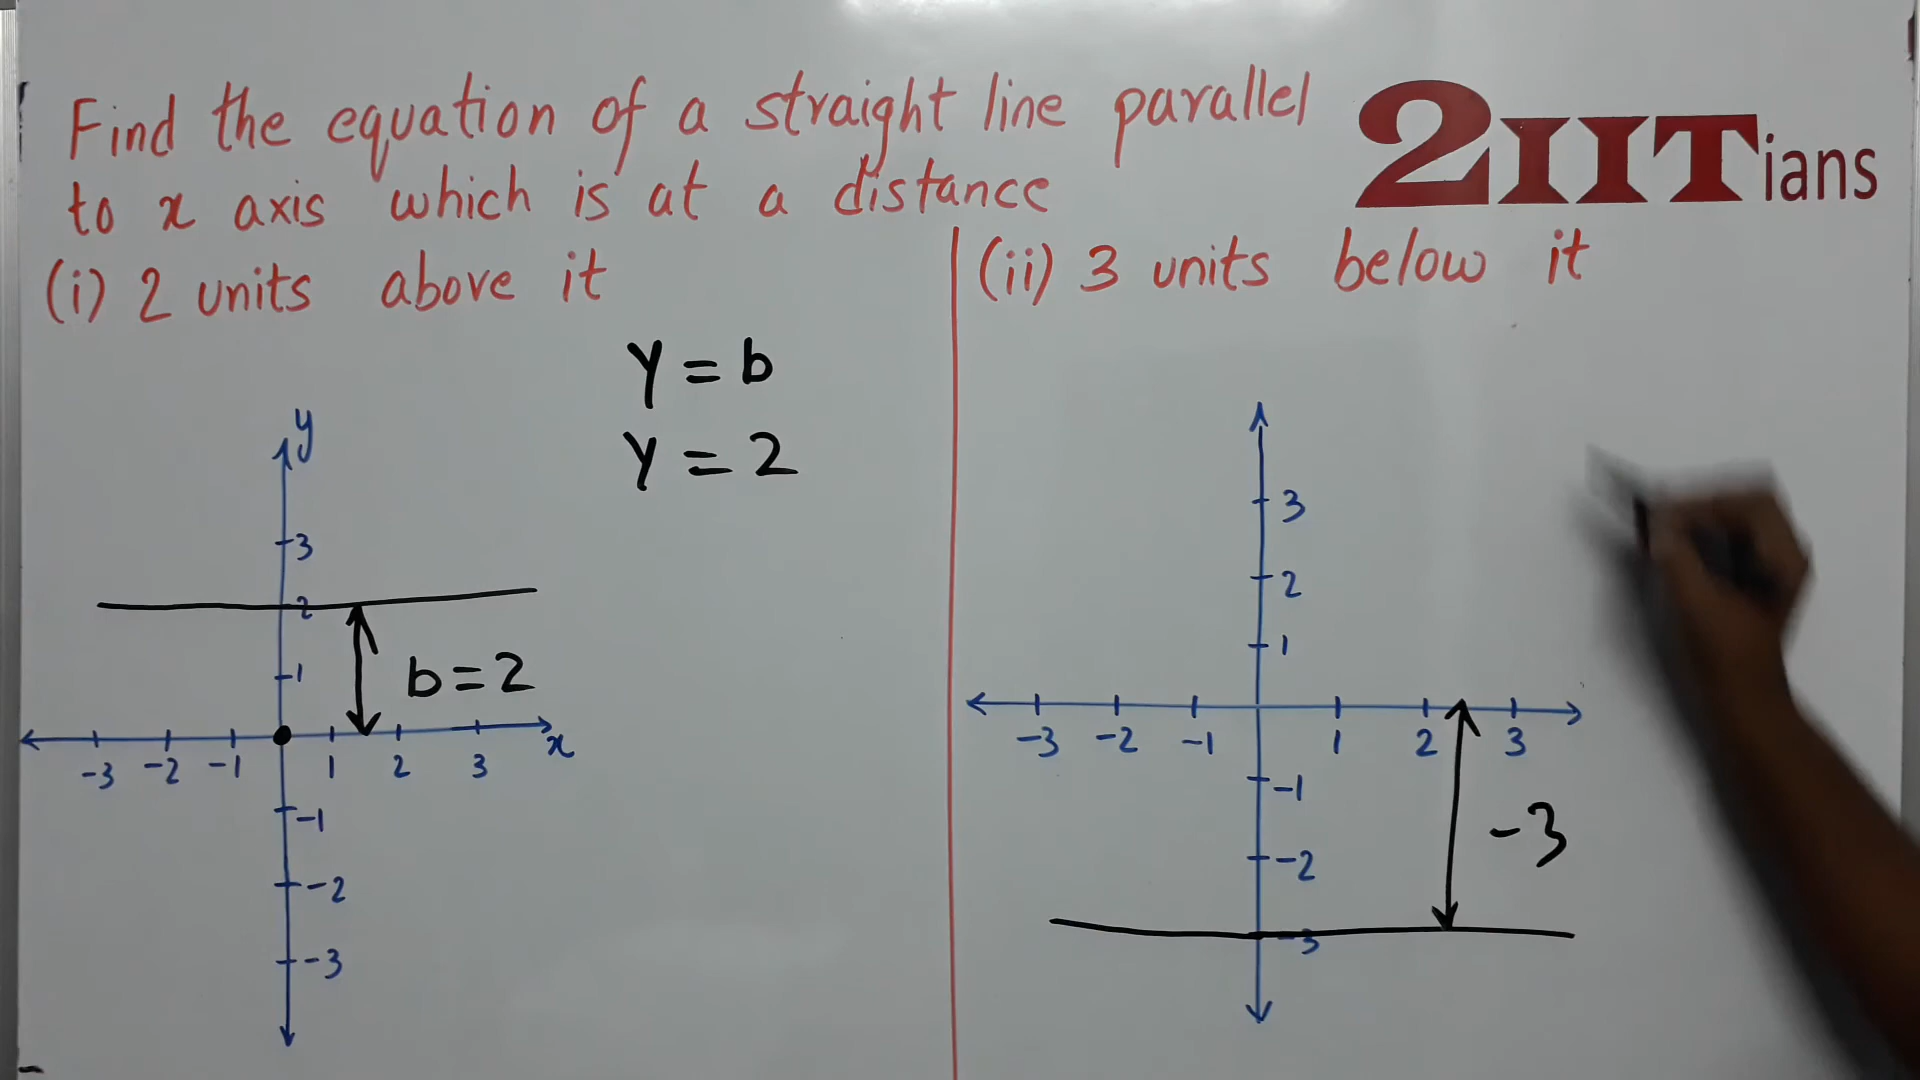 Find the equation of a straight line parallel
to x axis which is at a distance
2IITians
(i) 2 units above it
y = b
y = 2
y
3
2
1
b = 2
-3 -2 -1 1 2 3 x
-1
-2
-3
(ii) 3 units below it
3
2
1
-3 -2 -1 1 2 3
-1
-2
-3
-3